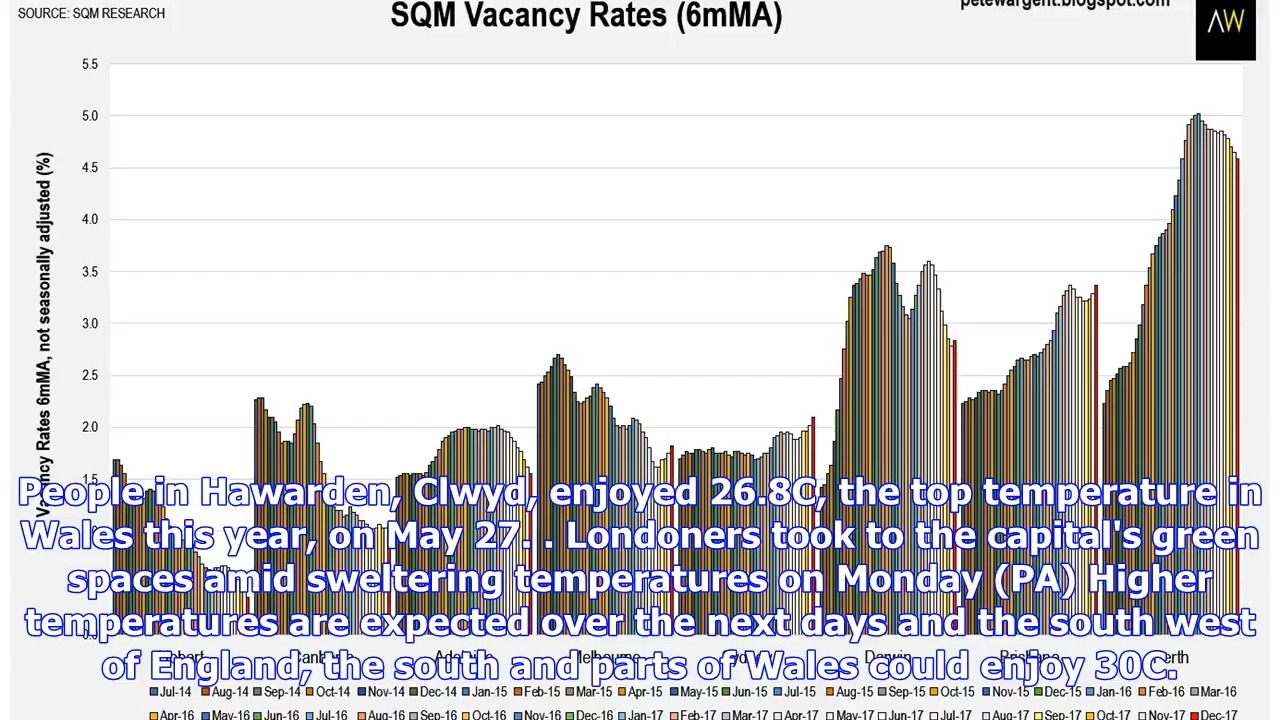 SOURCE: SQM RESEARCH
SQM Vacancy Rates (6mMA)
petewargent.blogspot.com
AW
Vacancy Rates 6mMA, not seasonally adjusted (%)
5.5
5.0
4.5
4.0
3.5
3.0
2.5
2.0
People in Hawarden, Clwyd, enjoyed 26.8C, the top temperature in
Wales this year, on May 27. . Londoners took to the capital's green
spaces amid sweltering temperatures on Monday (PA) Higher
temperatures are expected over the next days and the south west
of England, the south and parts of Wales could enjoy 30C.
Jul-14 Aug-14 Sep-14 Oct-14 Nov-14 Dec-14 Jan-15 Feb-15 Mar-15 Apr-15 May-15 Jun-15 Jul-15 Aug-15 Sep-15 Oct-15 Nov-15 Dec-15 Jan-16 Feb-16 Mar-16
Apr-16 May-16 Jun-16 Jul-16 Aug-16 Sep-16 Oct-16 Nov-16 Dec-16 Jan-17 Feb-17 Mar-17 Apr-17 May-17 Jun-17 Jul-17 Aug-17 Sep-17 Oct-17 Nov-17 Dec-17